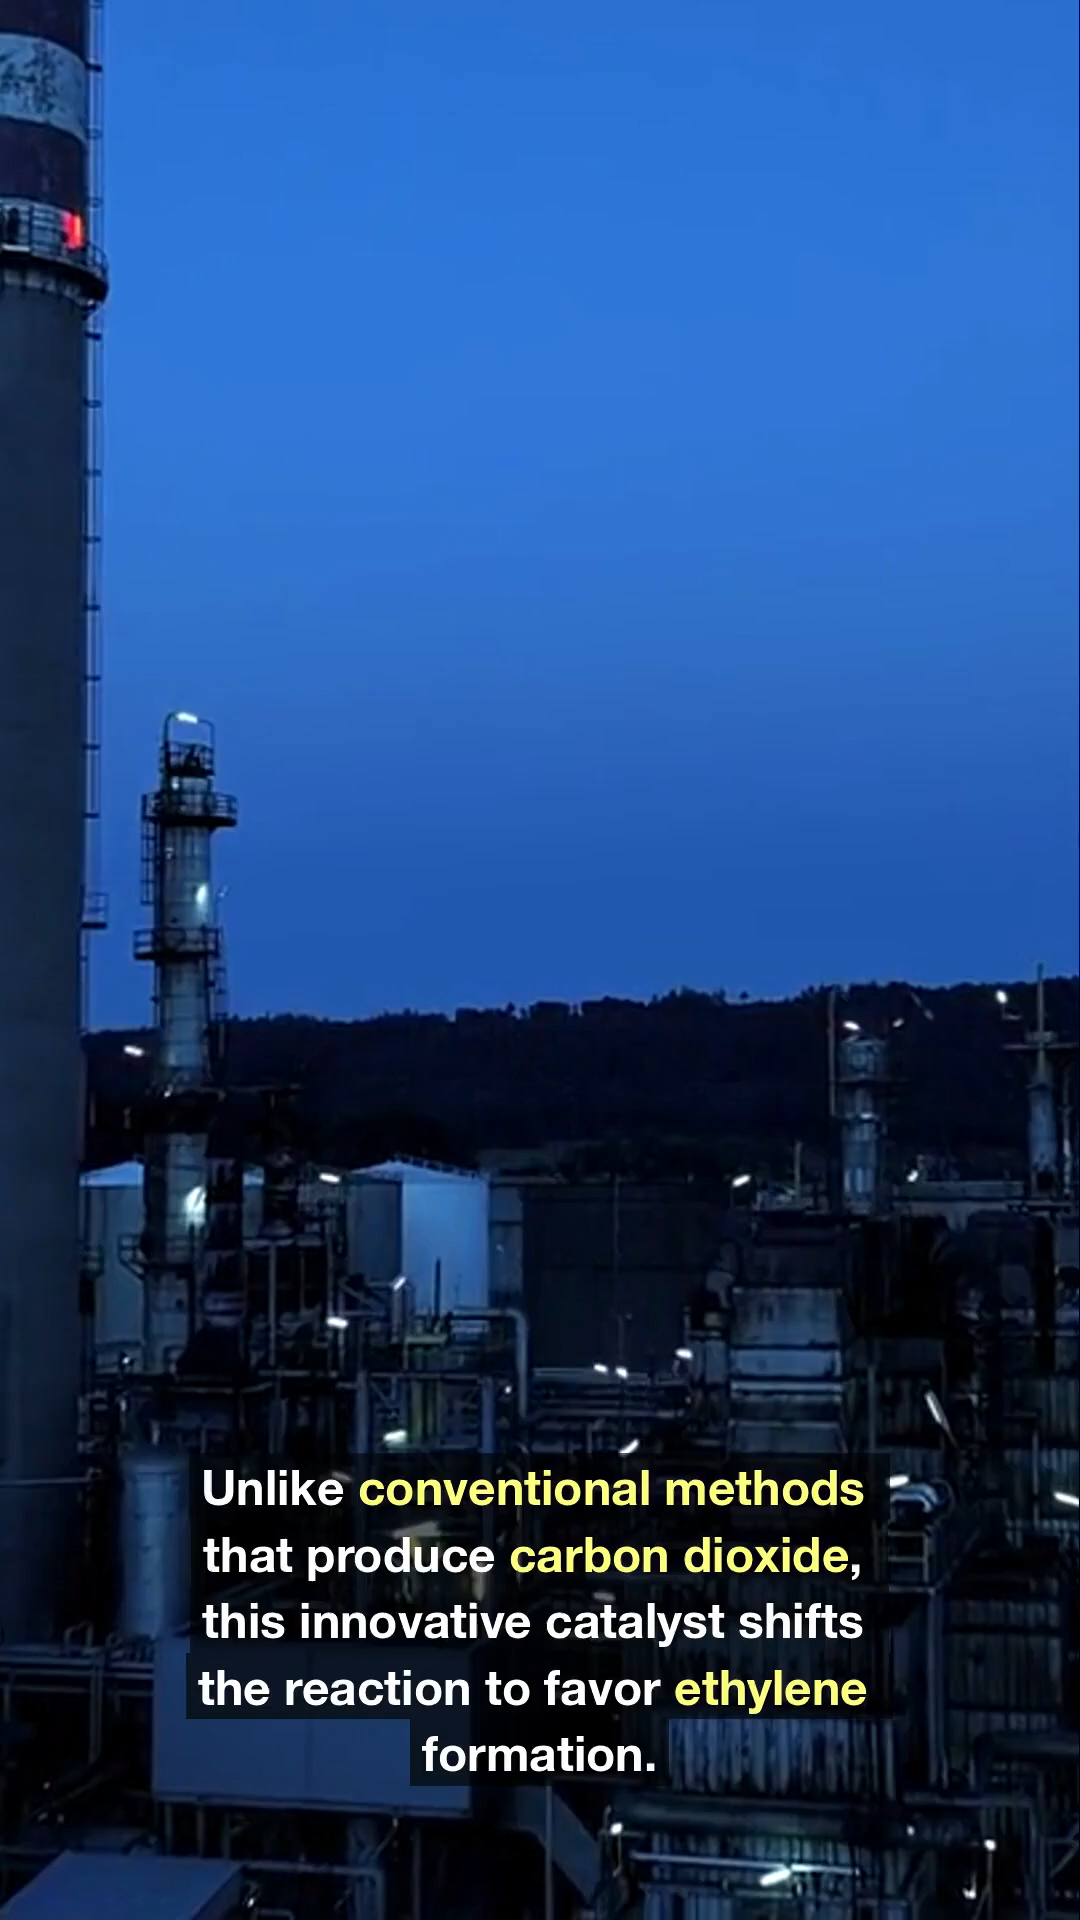 Unlike conventional methods
that produce carbon dioxide,
this innovative catalyst shifts
the reaction to favor ethylene
formation.